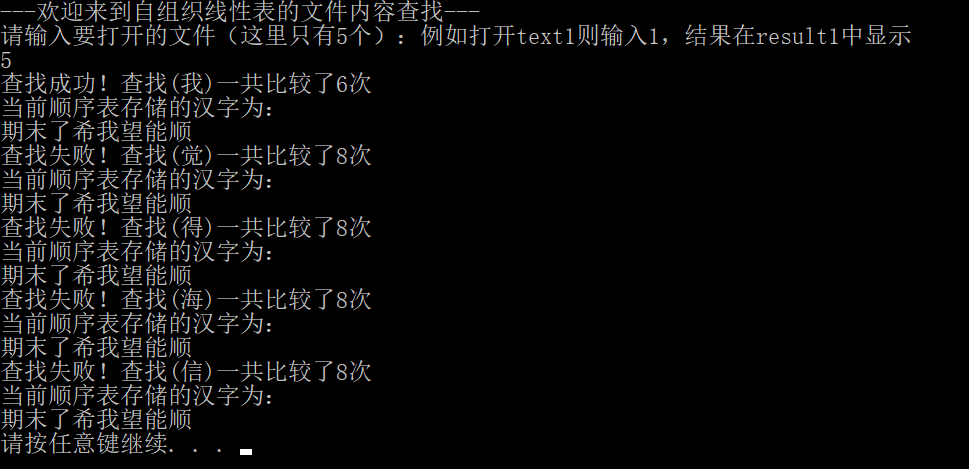 ---欢迎来到自组织线性表的文件内容查找---
请输入要打开的文件（这里只有5个）：例如打开text1则输入1，结果在result1中显示
5
查找成功！查找(我)一共比较了6次
当前顺序表存储的汉字为：
期末了希我望能顺
查找失败！查找(觉)一共比较了8次
当前顺序表存储的汉字为：
期末了希我望能顺
查找失败！查找(得)一共比较了8次
当前顺序表存储的汉字为：
期末了希我望能顺
查找失败！查找(海)一共比较了8次
当前顺序表存储的汉字为：
期末了希我望能顺
查找失败！查找(信)一共比较了8次
当前顺序表存储的汉字为：
期末了希我望能顺
请按任意键继续. . .